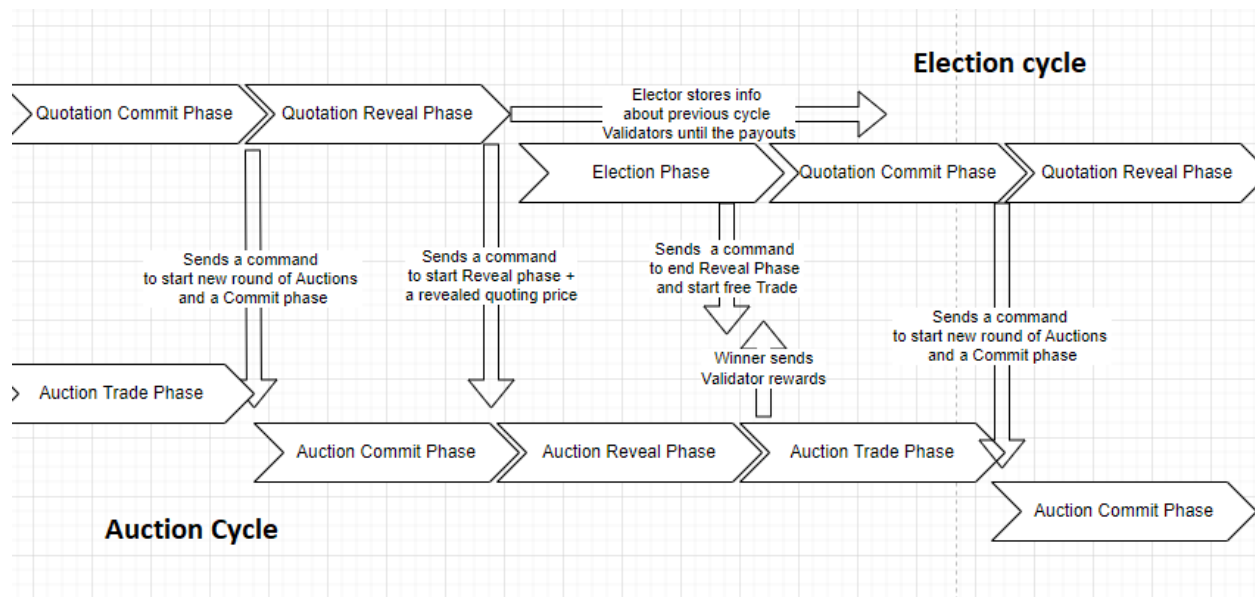 Election cycle
Quotation Commit Phase
Quotation Reveal Phase
Elector stores info
about previous cycle
Validators until the payouts
Election Phase
Quotation Commit Phase
Quotation Reveal Phase
Sends a command
to start new round of Auctions
and a Commit phase
Sends a command
to start Reveal phase +
a revealed quoting price
Sends a command
to end Reveal Phase
and start free Trade
Sends a command
to start new round of Auctions
and a Commit phase
Winner sends
Validator rewards
Auction Trade Phase
Auction Commit Phase
Auction Reveal Phase
Auction Trade Phase
Auction Commit Phase
Auction Cycle